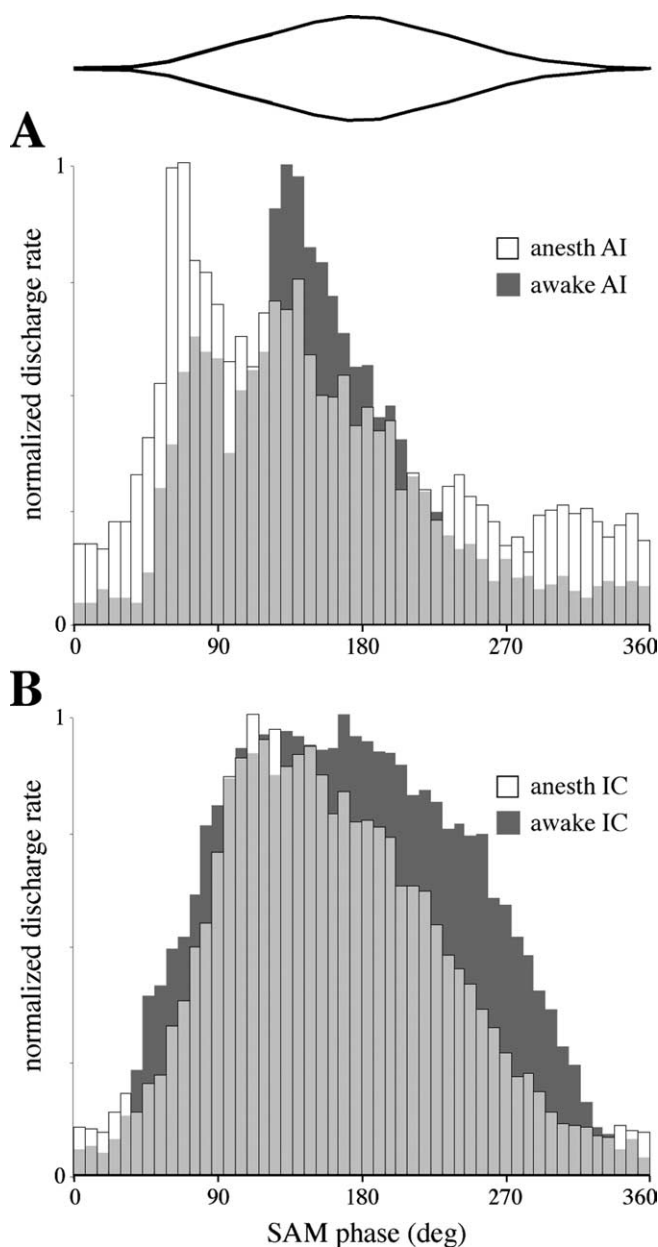 A
1
anesth AI
awake AI
normalized discharge rate
0
0 90 180 270 360
B
1
anesth IC
awake IC
normalized discharge rate
0
0 90 180 270 360
SAM phase (deg)